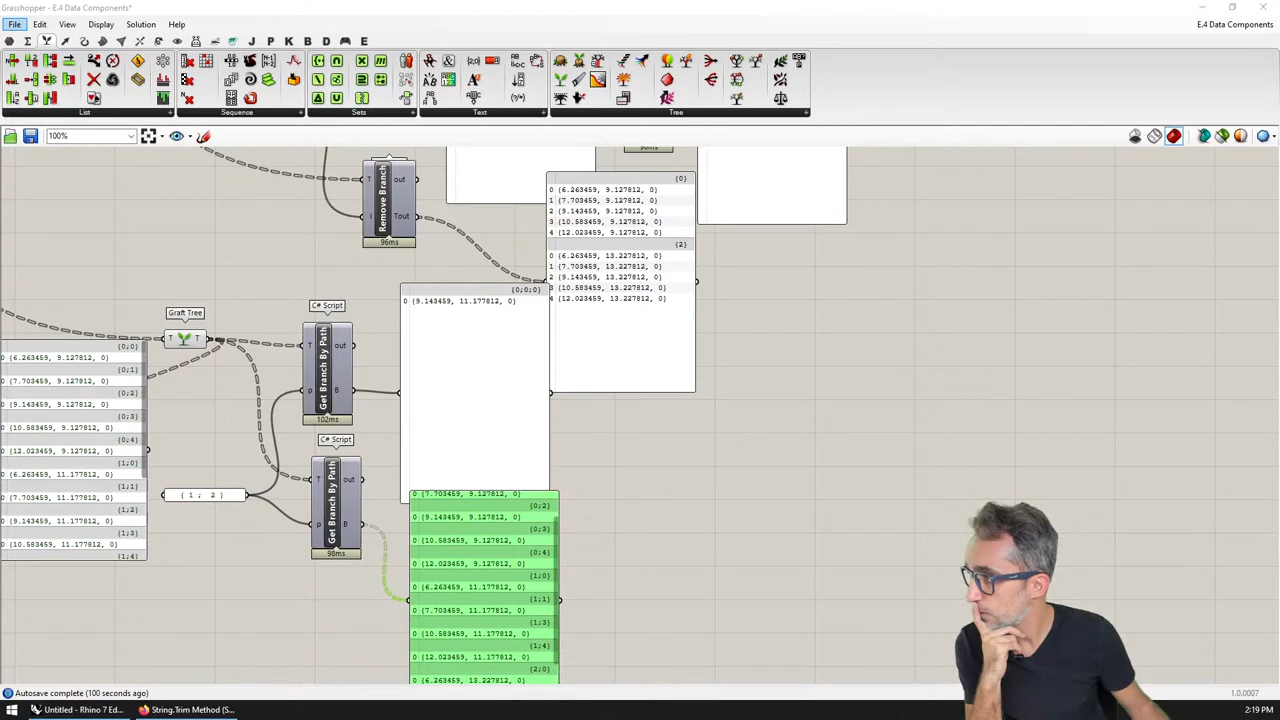 Grasshopper - E.4 Data Components*
File Edit View Display Solution Help
E.4 Data Components*
J P K B D E
List Sequence Sets Text Tree
100%
Remove Branch
T out
i Tout
96ms
{0}
0 {6.263459, 9.127812, 0}
1 {7.703459, 9.127812, 0}
2 {9.143459, 9.127812, 0}
3 {10.583459, 9.127812, 0}
4 {12.023459, 9.127812, 0}
{2}
0 {6.263459, 13.227812, 0}
1 {7.703459, 13.227812, 0}
2 {9.143459, 13.227812, 0}
3 {10.583459, 13.227812, 0}
4 {12.023459, 13.227812, 0}
{0;0;0}
0 {9.143459, 11.177812, 0}
Graft Tree
T T
C# Script
Get Branch By Path
T out
p B
102ms
C# Script
Get Branch By Path
T out
p B
98ms
{ 1 ; 2 }
{0;0}
0 {6.263459, 9.127812, 0}
{0;1}
0 {7.703459, 9.127812, 0}
{0;2}
0 {9.143459, 9.127812, 0}
{0;3}
0 {10.583459, 9.127812, 0}
{0;4}
0 {12.023459, 9.127812, 0}
{1;0}
0 {6.263459, 11.177812, 0}
{1;1}
0 {7.703459, 11.177812, 0}
{1;2}
0 {9.143459, 11.177812, 0}
{1;3}
0 {10.583459, 11.177812, 0}
{1;4}
0 {7.703459, 9.127812, 0}
{0;2}
0 {9.143459, 9.127812, 0}
{0;3}
0 {10.583459, 9.127812, 0}
{0;4}
0 {12.023459, 9.127812, 0}
{1;0}
0 {6.263459, 11.177812, 0}
{1;1}
0 {7.703459, 11.177812, 0}
{1;3}
0 {10.583459, 11.177812, 0}
{1;4}
0 {12.023459, 11.177812, 0}
{2;0}
0 {6.263459, 13.227812, 0}
Autosave complete (100 seconds ago)
1.0.0007
Untitled - Rhino 7 Ed...
String.Trim Method (S...
2:19 PM